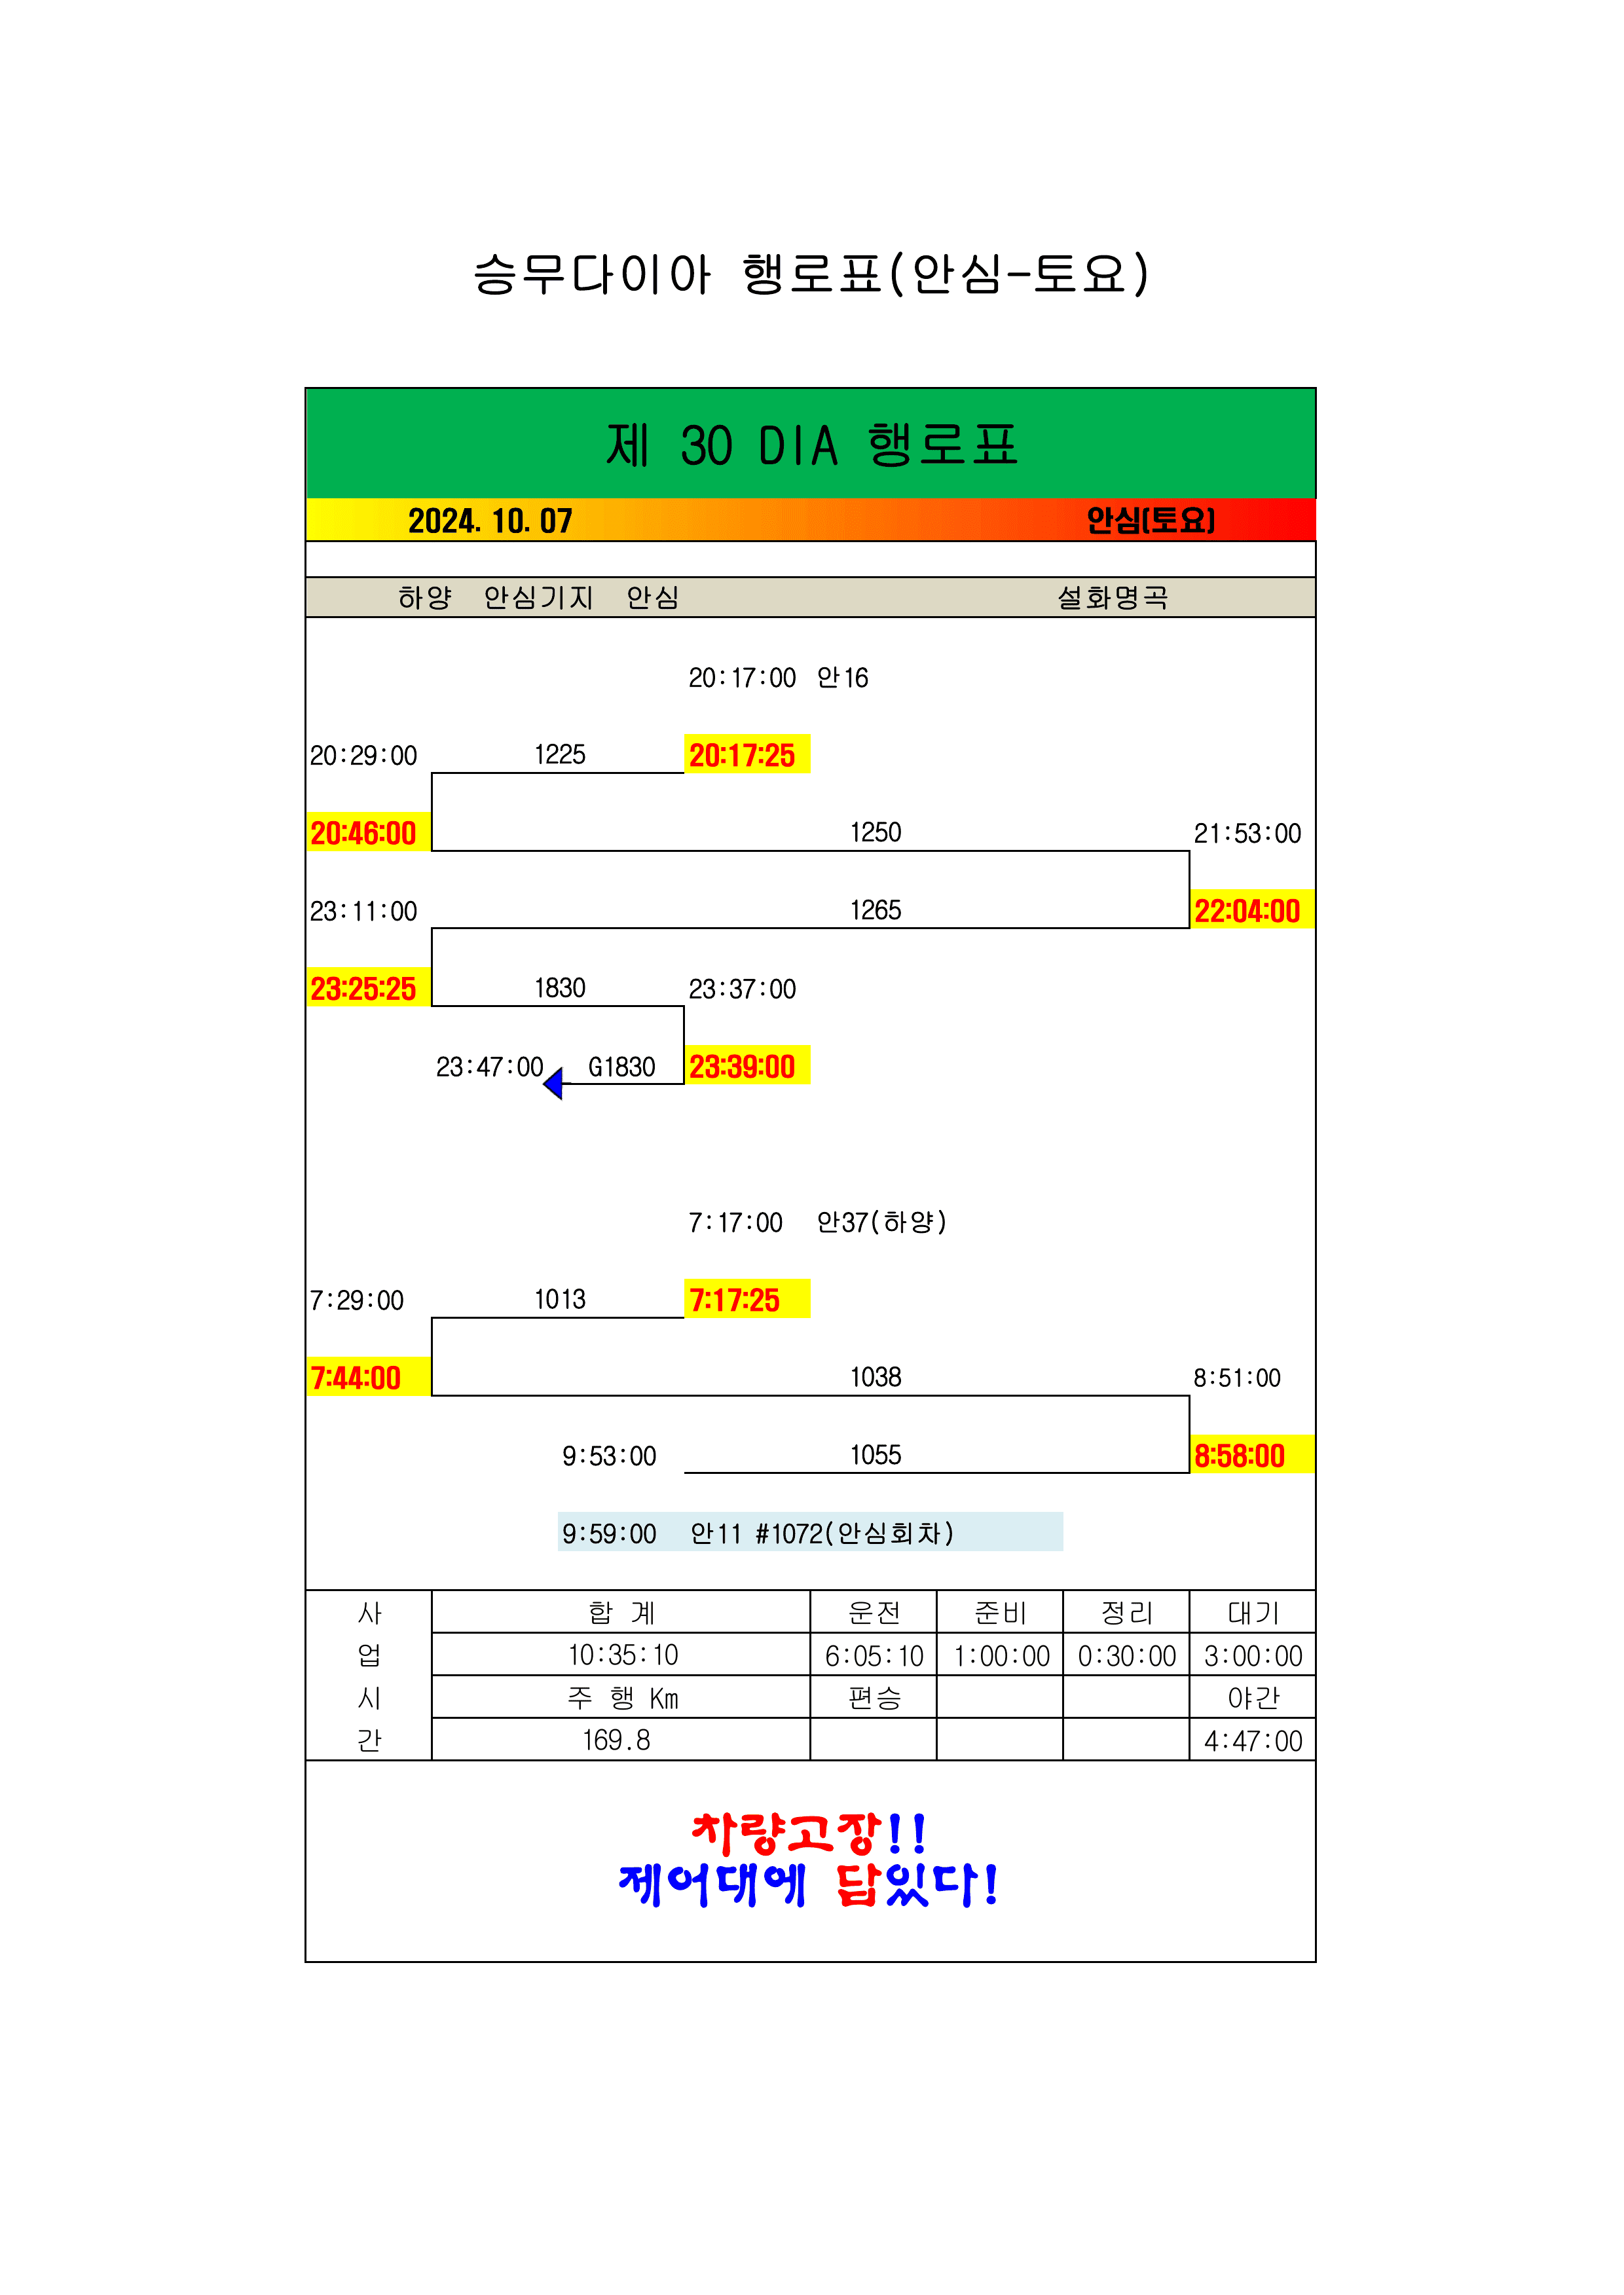 승무다이아 행로표(안심-토요)
제 30 DIA 행로표
2024. 10. 07 안심(토요)
하양 안심기지 안심 설화명곡
20:17:00 안16
20:29:00 1225 20:17:25
20:46:00 1250 21:53:00
23:11:00 1265 22:04:00
23:25:25 1830 23:37:00
23:47:00 G1830 23:39:00
7:17:00 안37(하양)
7:29:00 1013 7:17:25
7:44:00 1038 8:51:00
9:53:00 1055 8:58:00
9:59:00 안11 #1072(안심회차)
사 합 계 운전 준비 정리 대기
업 10:35:10 6:05:10 1:00:00 0:30:00 3:00:00
시 주 행 Km 편승 야간
간 169.8 4:47:00
차량고장!!
제어대에 답있다!